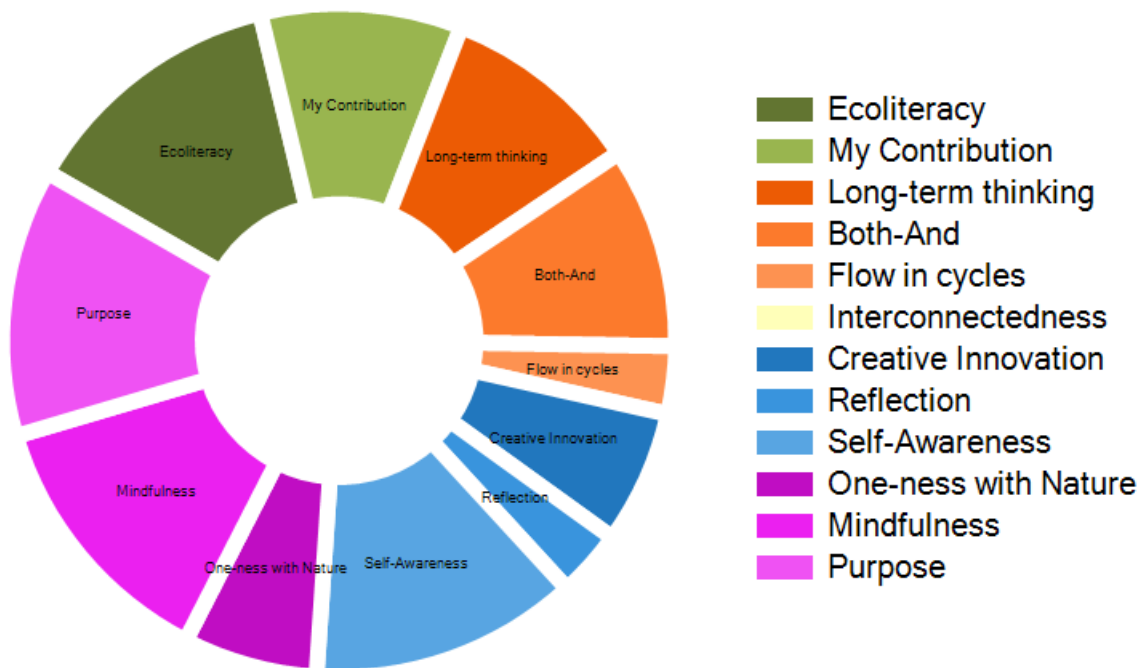 My Contribution
Ecoliteracy
Long-term thinking
Both-And
Purpose
Flow in cycles
Creative Innovation
Mindfulness
Reflection
Self-Awareness
One-ness with Nature
Ecoliteracy
My Contribution
Long-term thinking
Both-And
Flow in cycles
Interconnectedness
Creative Innovation
Reflection
Self-Awareness
One-ness with Nature
Mindfulness
Purpose